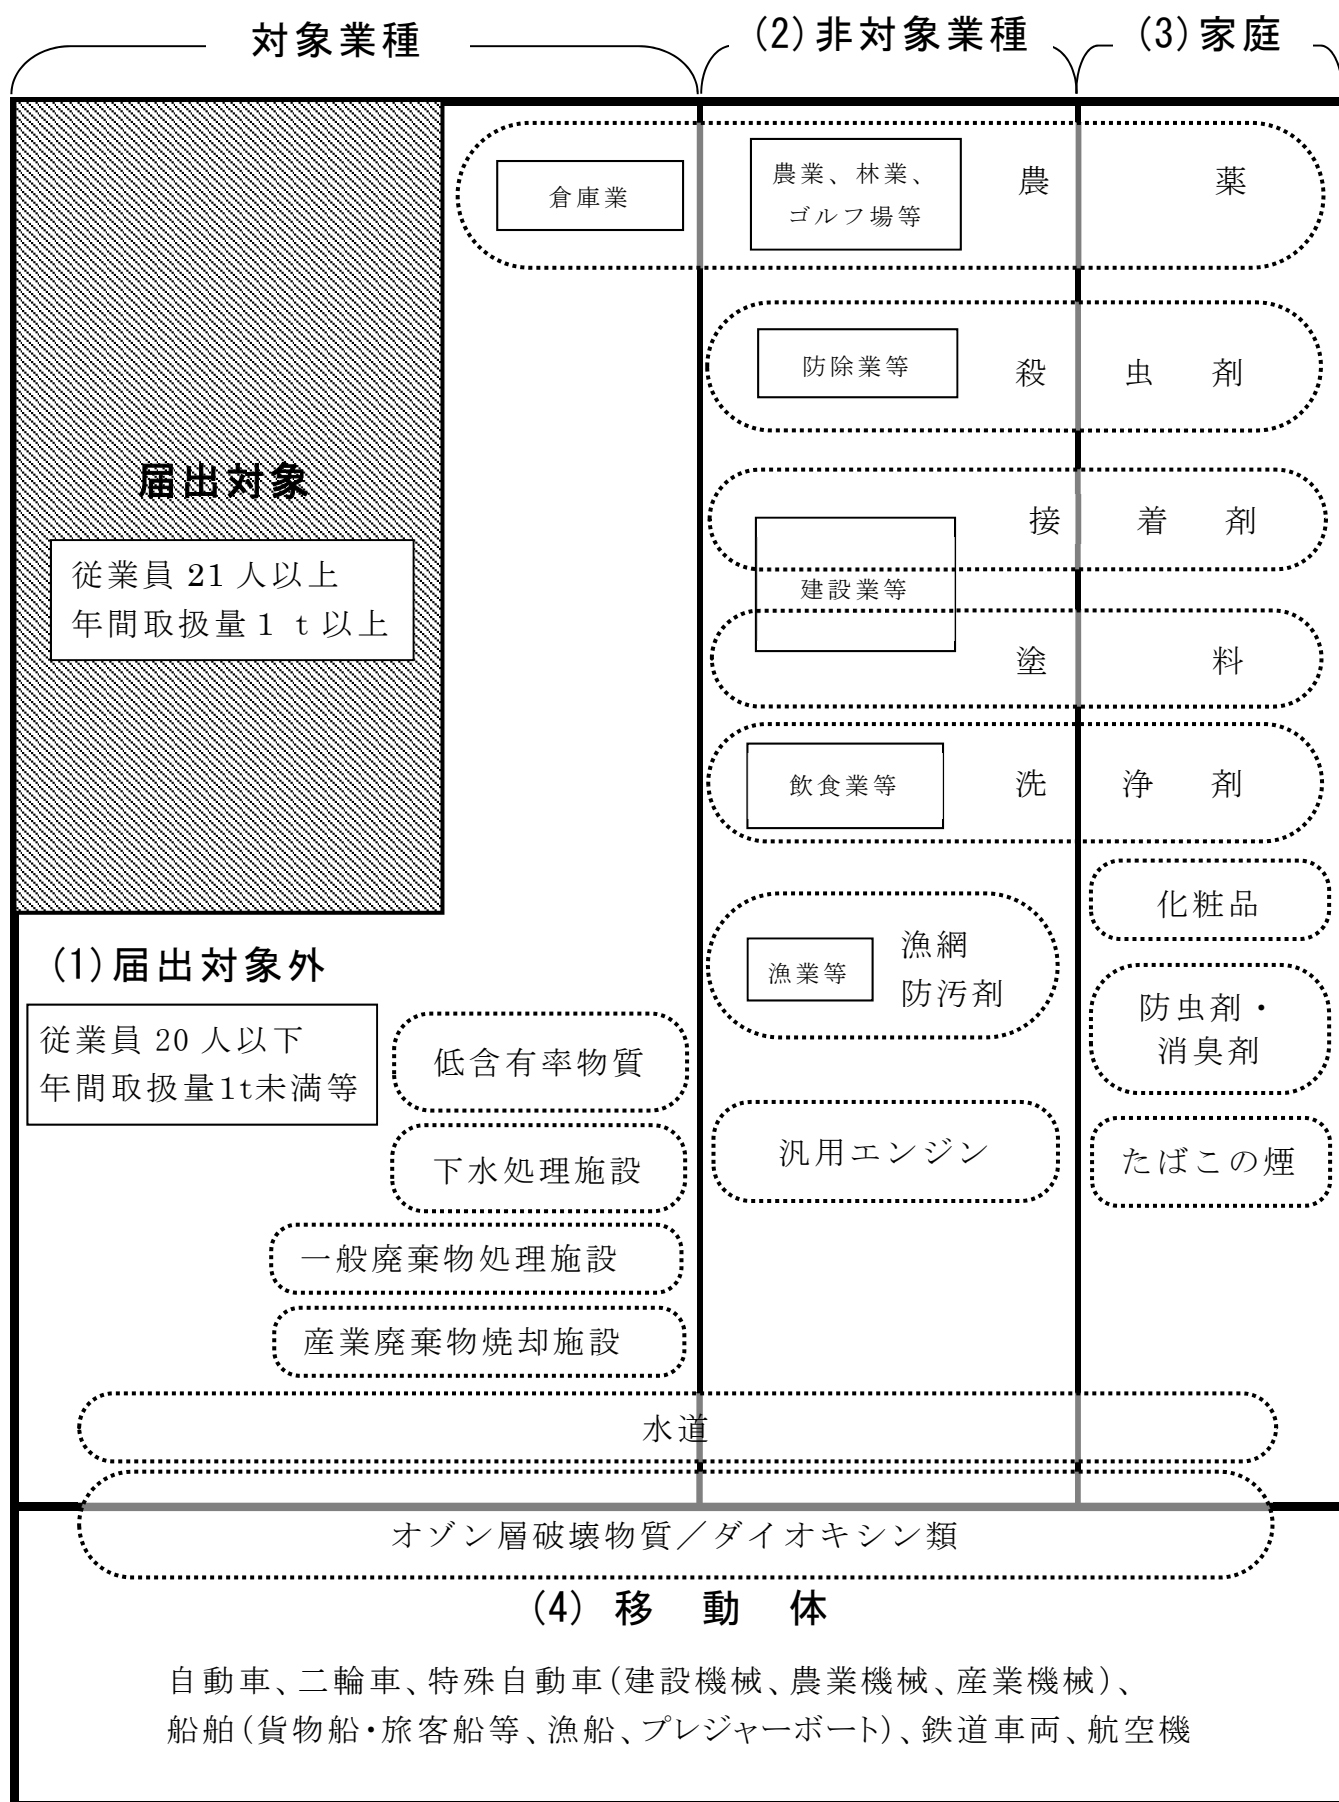 対象業種
(2)非対象業種
(3)家庭
倉庫業
農業、林業、
ゴルフ場等
農薬
防除業等
殺虫剤
届出対象
従業員 21 人以上
年間取扱量 1 t 以上
接着剤
建設業等
塗料
飲食業等
洗浄剤
化粧品
(1)届出対象外
漁業等
漁網
防汚剤
防虫剤・
消臭剤
従業員 20 人以下
年間取扱量1t未満等
低含有率物質
下水処理施設
汎用エンジン
たばこの煙
一般廃棄物処理施設
産業廃棄物焼却施設
水道
オゾン層破壊物質／ダイオキシン類
(4) 移動体
自動車、二輪車、特殊自動車(建設機械、農業機械、産業機械)、
船舶(貨物船・旅客船等、漁船、プレジャーボート)、鉄道車両、航空機